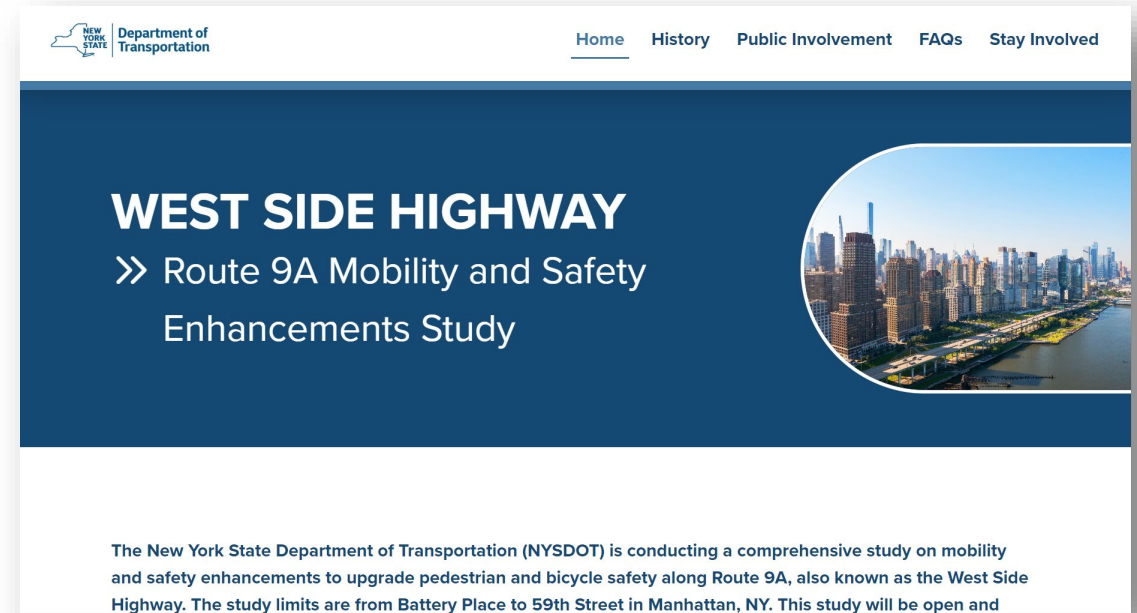 NEW
YORK
STATE
Department of
Transportation
Home History Public Involvement FAQs Stay Involved
WEST SIDE HIGHWAY
Route 9A Mobility and Safety
Enhancements Study
The New York State Department of Transportation (NYSDOT) is conducting a comprehensive study on mobility
and safety enhancements to upgrade pedestrian and bicycle safety along Route 9A, also known as the West Side
Highway. The study limits are from Battery Place to 59th Street in Manhattan, NY. This study will be open and